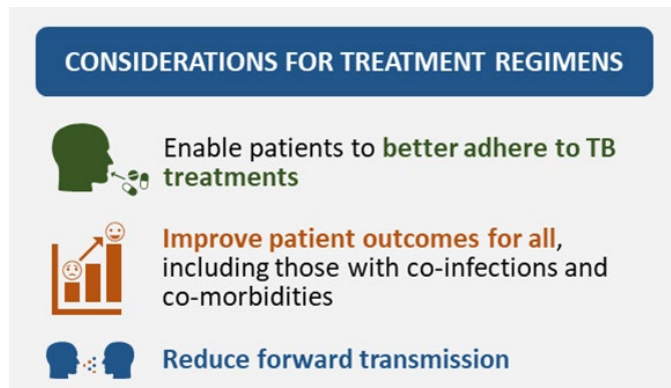 CONSIDERATIONS FOR TREATMENT REGIMENS
Enable patients to better adhere to TB
treatments
Improve patient outcomes for all,
including those with co-infections and
co-morbidities
Reduce forward transmission